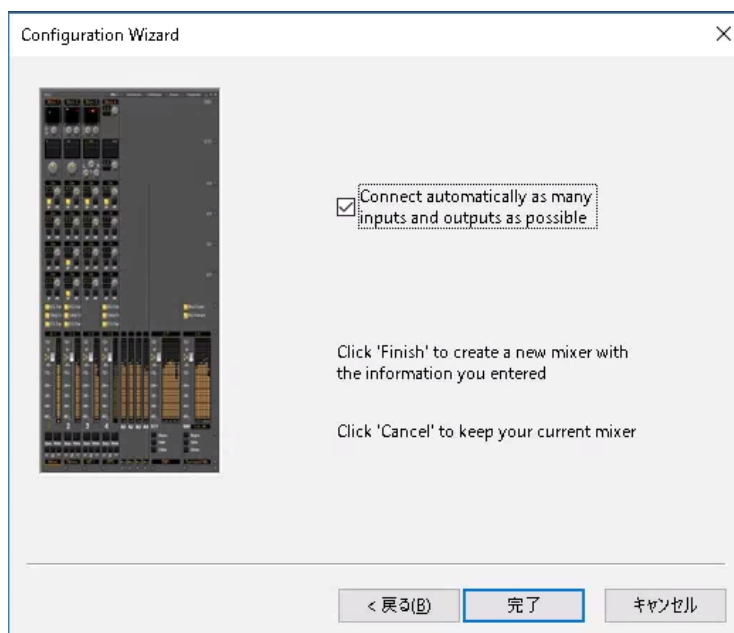 Configuration Wizard
Connect automatically as many
inputs and outputs as possible
Click 'Finish' to create a new mixer with
the information you entered
Click 'Cancel' to keep your current mixer
< 戻る(B)
完了
キャンセル